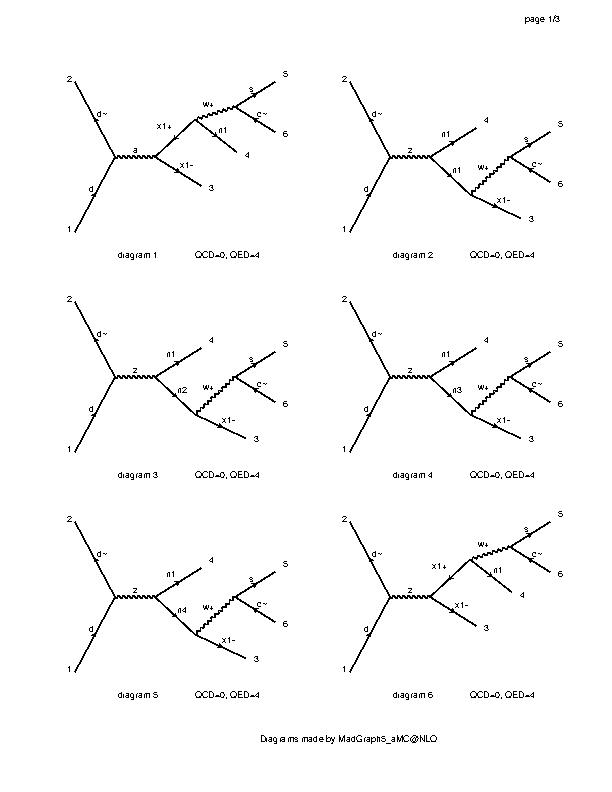 page 1/3
2 d~ d 1 a x1+ x1- 3 w+ n1 4 s 5 c~ 6
diagram 1 QCD=0, QED=4
2 d~ d 1 z n1 4 n1 w+ x1- 3 s 5 c~ 6
diagram 2 QCD=0, QED=4
2 d~ d 1 z n1 4 n2 w+ x1- 3 s 5 c~ 6
diagram 3 QCD=0, QED=4
2 d~ d 1 z n1 4 n3 w+ x1- 3 s 5 c~ 6
diagram 4 QCD=0, QED=4
2 d~ d 1 z n1 4 n4 w+ x1- 3 s 5 c~ 6
diagram 5 QCD=0, QED=4
2 d~ d 1 z x1+ x1- 3 w+ n1 4 s 5 c~ 6
diagram 6 QCD=0, QED=4
Diagrams made by MadGraph5_aMC@NLO